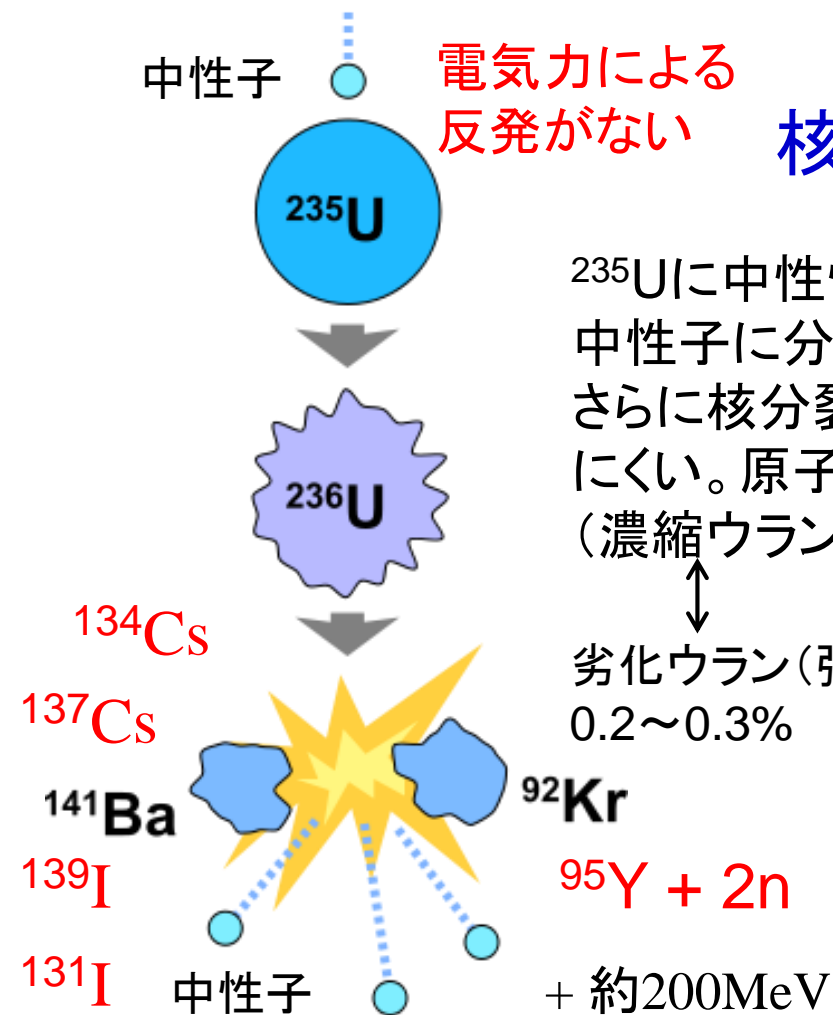 中性子
電気力による
反発がない
核
²³⁵U
²³⁵Uに中性
中性子に分
さらに核分裂
にくい。原子
（濃縮ウラン
²³⁶U
劣化ウラン（
0.2～0.3%
¹³⁴Cs
¹³⁷Cs
¹⁴¹Ba
⁹²Kr
¹³⁹I
⁹⁵Y + 2n
¹³¹I
中性子
+ 約200MeV